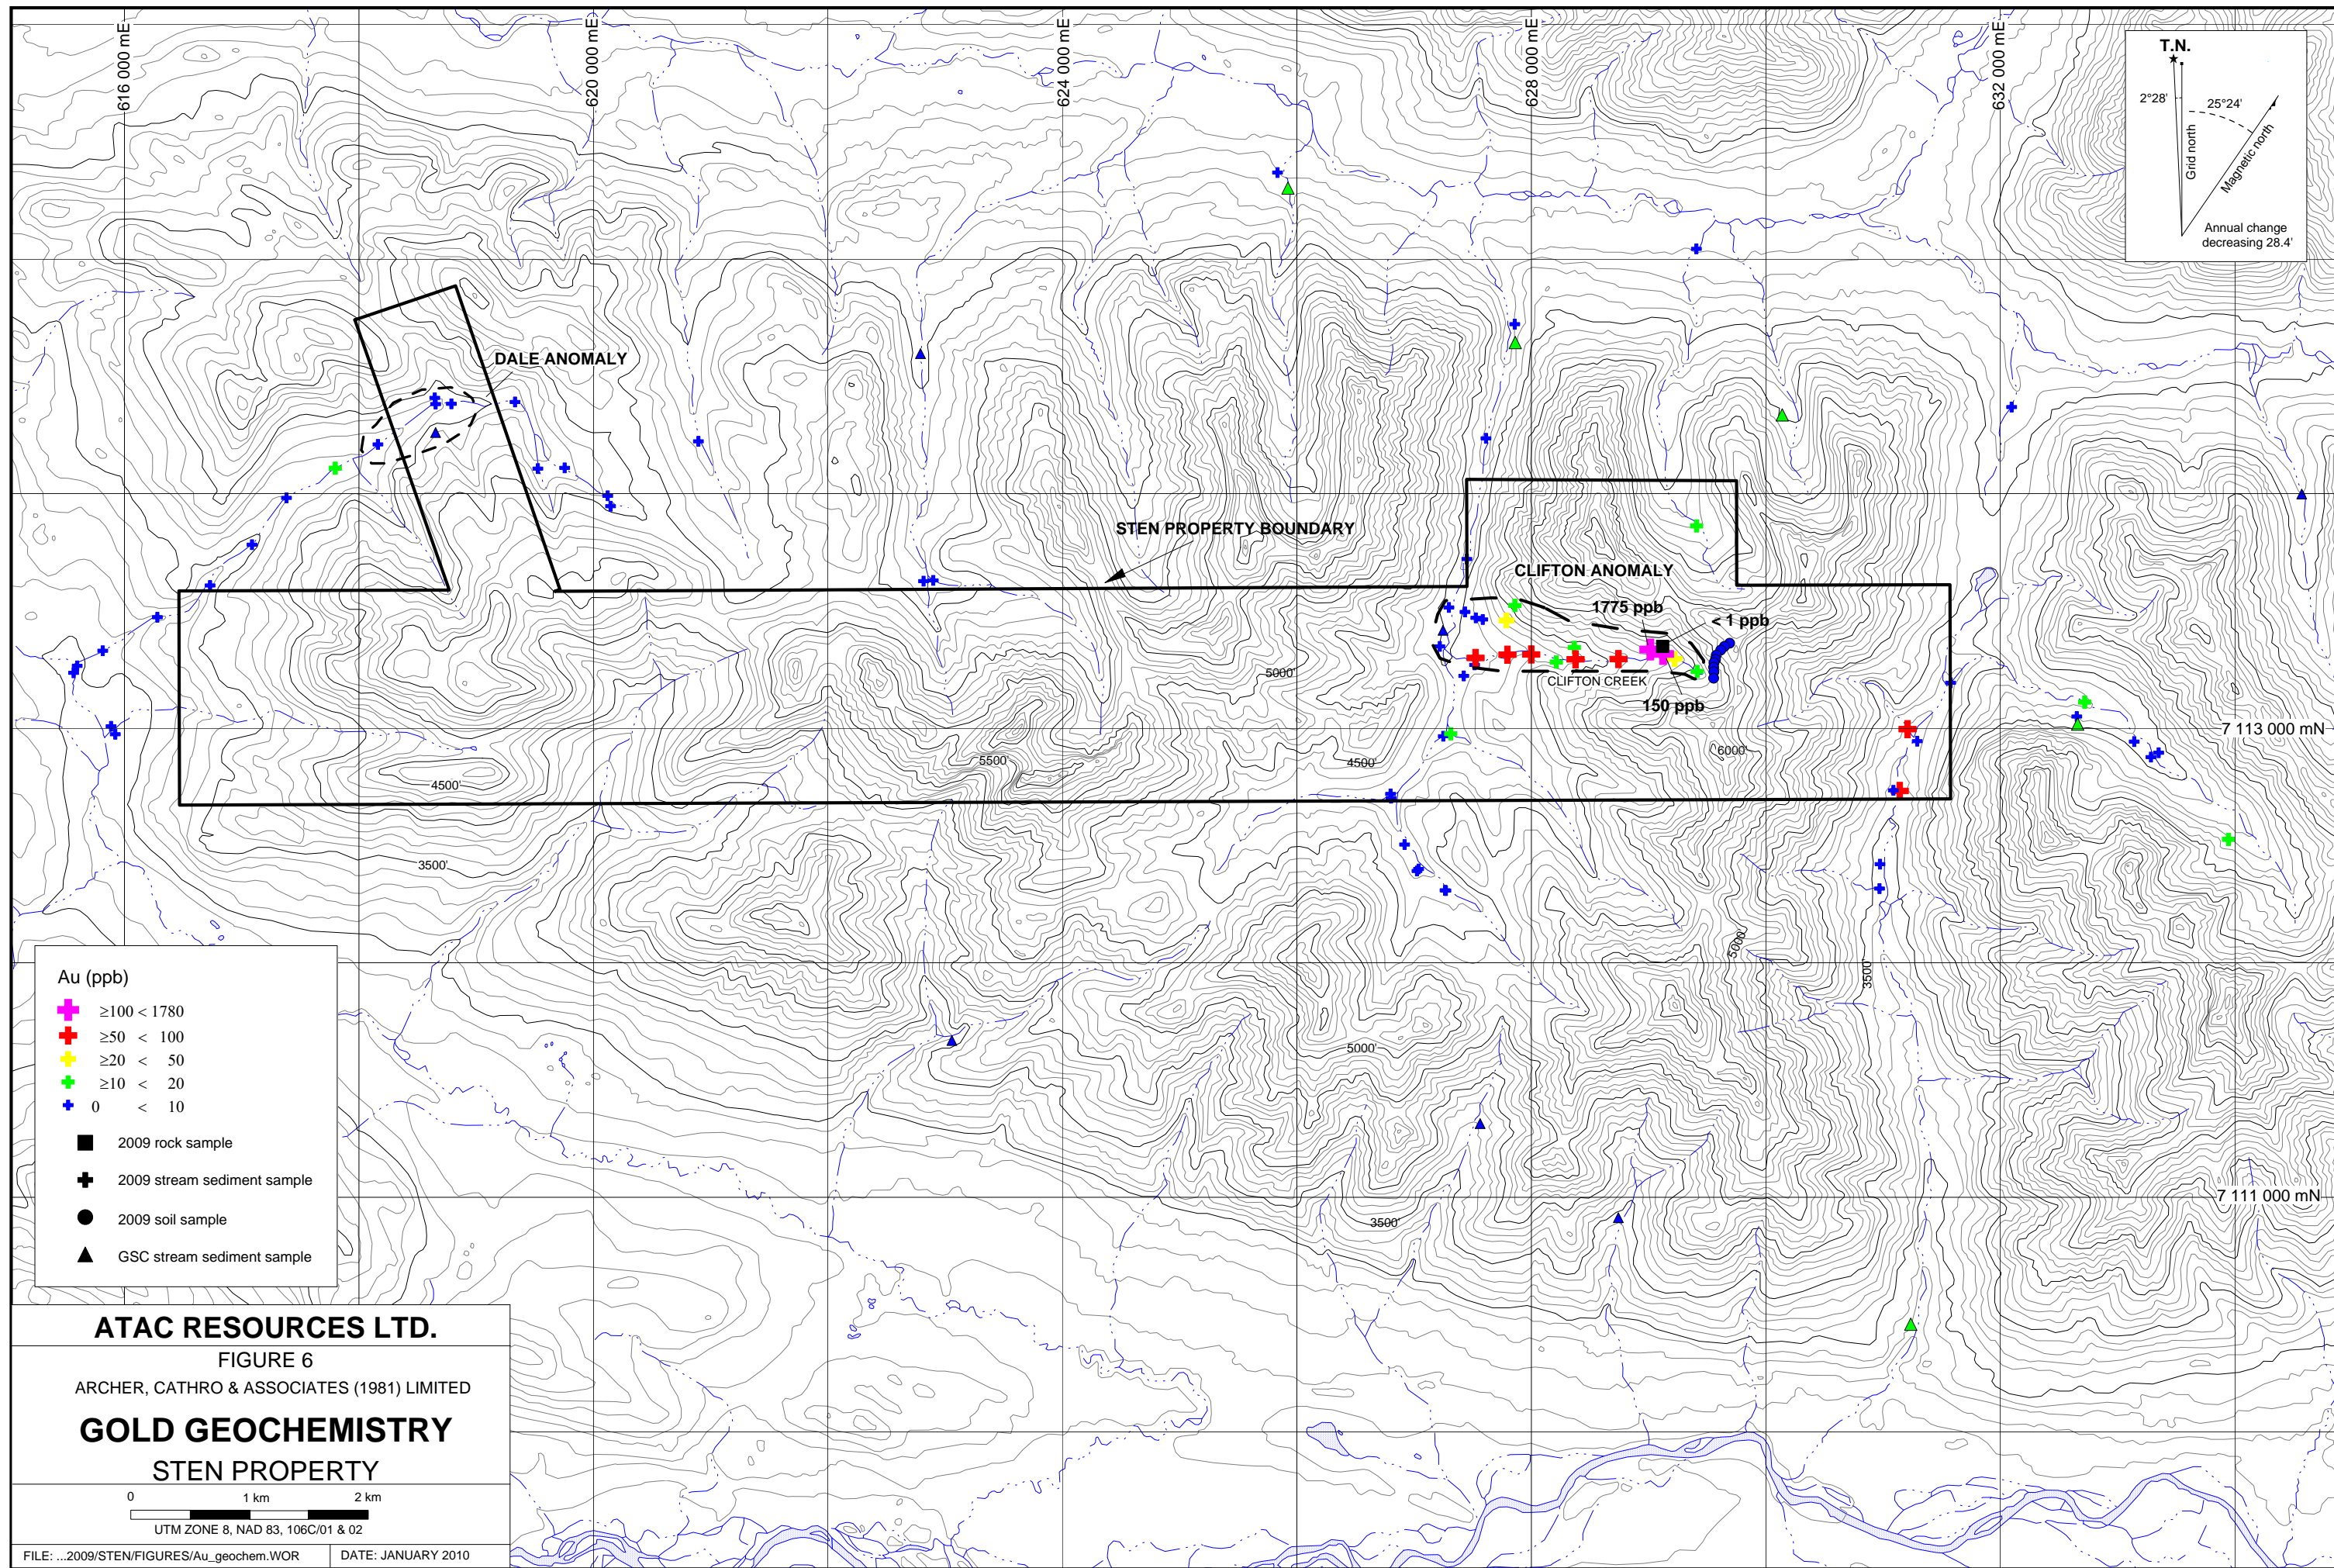 616 000 mE
620 000 mE
624 000 mE
628 000 mE
632 000 mE
T.N.
2°28'
25°24'
Grid north
Magnetic north
Annual change
decreasing 28.4'
DALE ANOMALY
STEN PROPERTY BOUNDARY
CLIFTON ANOMALY
1775 ppb
< 1 ppb
5000'
CLIFTON CREEK
150 ppb
7 113 000 mN
6000'
5500'
4500'
4500'
3500'
5000'
3500'
5000'
7 111 000 mN
3500'
Au (ppb)
≥100 < 1780
≥50 < 100
≥20 < 50
≥10 < 20
0 < 10
2009 rock sample
2009 stream sediment sample
2009 soil sample
GSC stream sediment sample
ATAC RESOURCES LTD.
FIGURE 6
ARCHER, CATHRO & ASSOCIATES (1981) LIMITED
GOLD GEOCHEMISTRY
STEN PROPERTY
0 1 km 2 km
UTM ZONE 8, NAD 83, 106C/01 & 02
FILE: ...2009/STEN/FIGURES/Au_geochem.WOR
DATE: JANUARY 2010